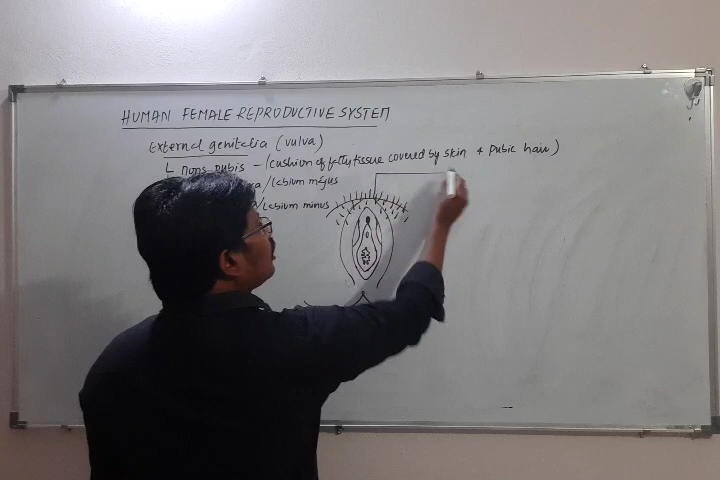 HUMAN FEMALE REPRODUCTIVE SYSTEM
External genitalia (vulva)
mons pubis - (cushion of fatty tissue covered by skin + pubic hair)
/Labium majus
/Labium minus